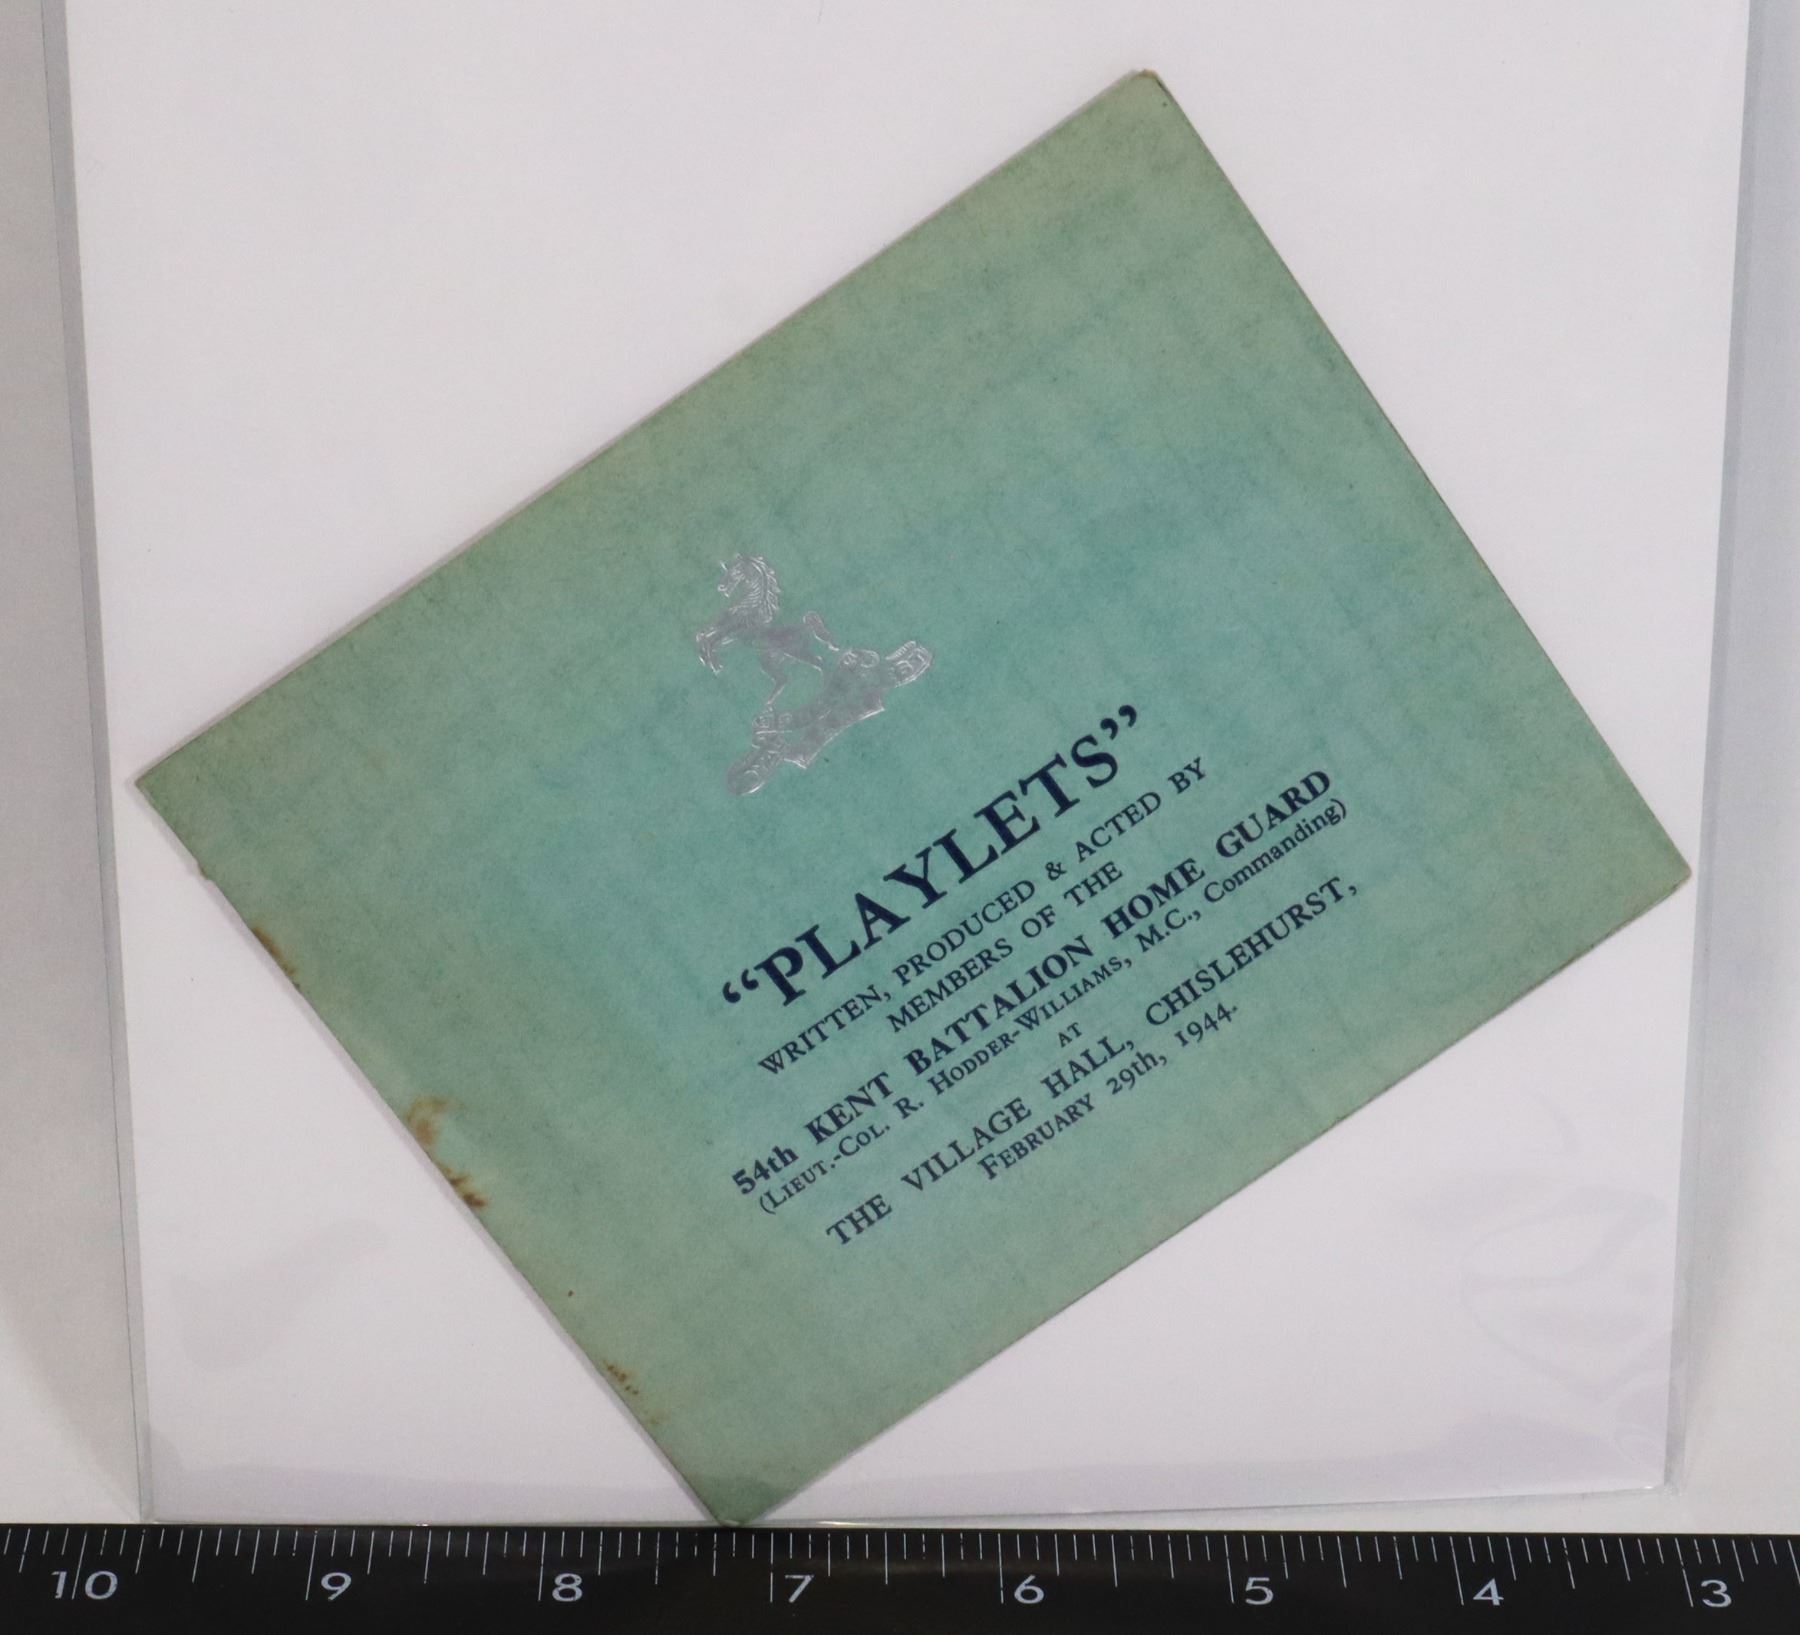 “PLAYLETS”
WRITTEN, PRODUCED & ACTED BY
MEMBERS OF THE
54th KENT BATTALION HOME GUARD
(LIEUT.-COL. R. HODDER-WILLIAMS, M.C., Commanding)
AT
THE VILLAGE HALL, CHISLEHURST,
FEBRUARY 29th, 1944.
10 9 8 7 6 5 4 3